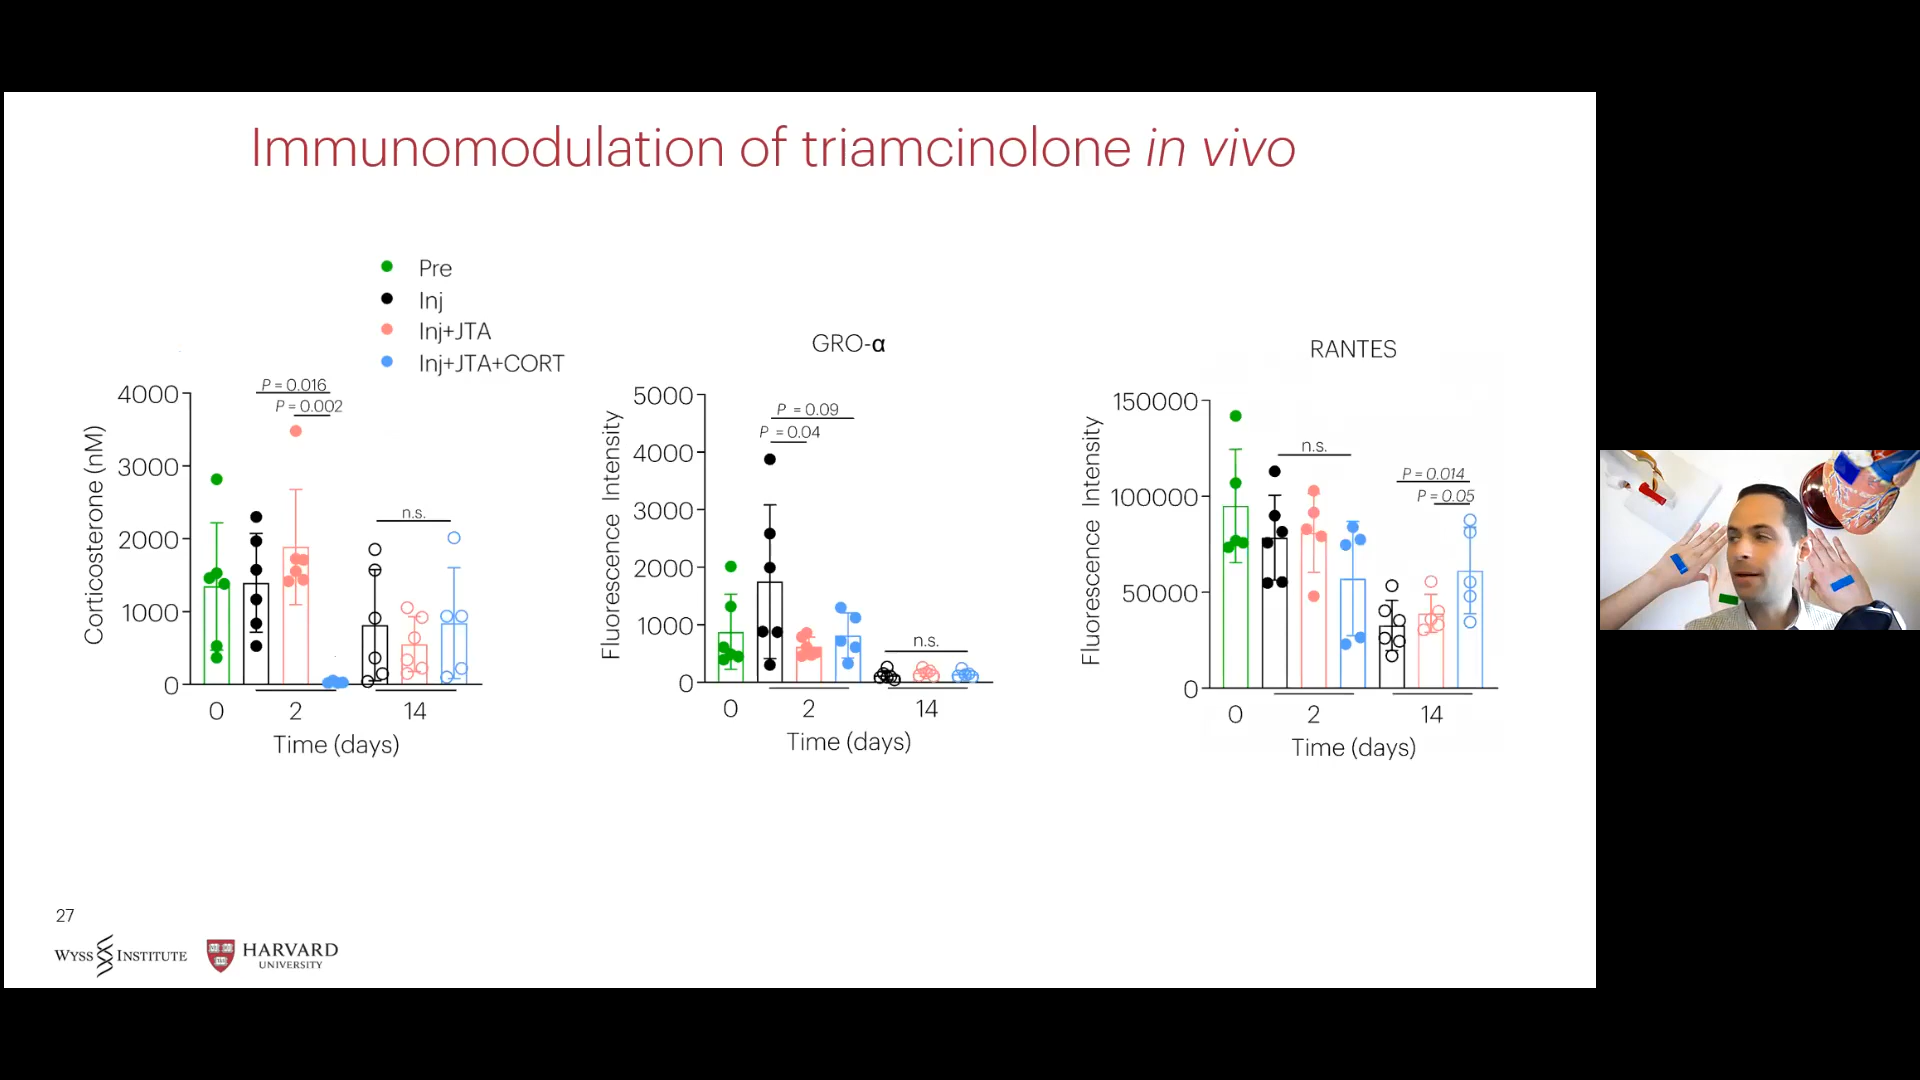 Immunomodulation of triamcinolone in vivo
Pre
Inj
Inj+JTA
Inj+JTA+CORT
Corticosterone (nM)
4000
3000
2000
1000
0
P = 0.016
P = 0.002
n.s.
0
2
14
Time (days)
GRO-α
Fluorescence Intensity
5000
4000
3000
2000
1000
0
P = 0.09
P = 0.04
n.s.
0
2
14
Time (days)
RANTES
Fluorescence Intensity
150000
100000
50000
0
n.s.
P = 0.014
P = 0.05
0
2
14
Time (days)
27
WYSS INSTITUTE
HARVARD
UNIVERSITY